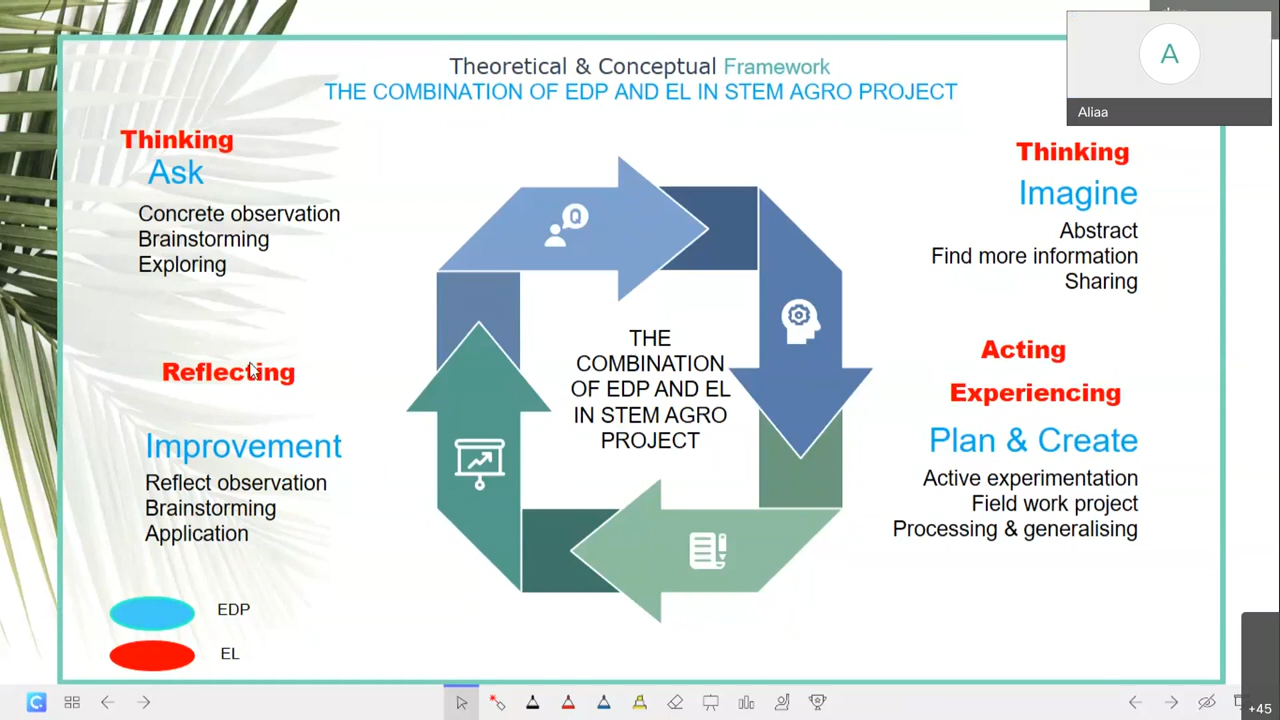 Theoretical & Conceptual Framework
THE COMBINATION OF EDP AND EL IN STEM AGRO PROJECT
A
Aliaa
Thinking
Ask
Concrete observation
Brainstorming
Exploring
Thinking
Imagine
Abstract
Find more information
Sharing
Q
THE
COMBINATION
OF EDP AND EL
IN STEM AGRO
PROJECT
Reflecting
Improvement
Reflect observation
Brainstorming
Application
Acting
Experiencing
Plan & Create
Active experimentation
Field work project
Processing & generalising
EDP
EL
+45